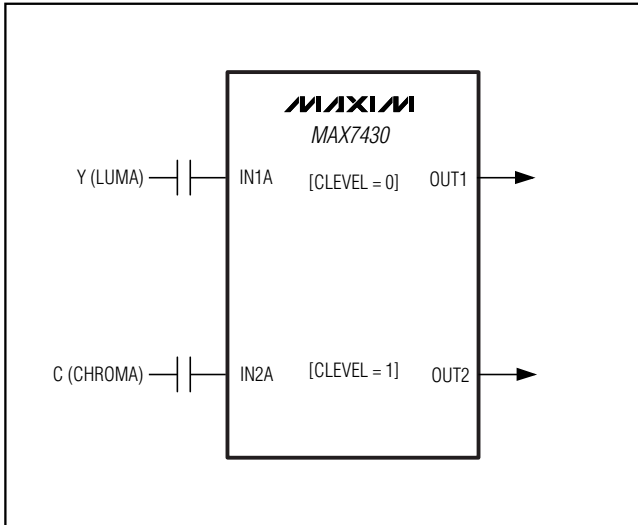 MAXIM
MAX7430
Y (LUMA) IN1A [CLEVEL = 0] OUT1
C (CHROMA) IN2A [CLEVEL = 1] OUT2